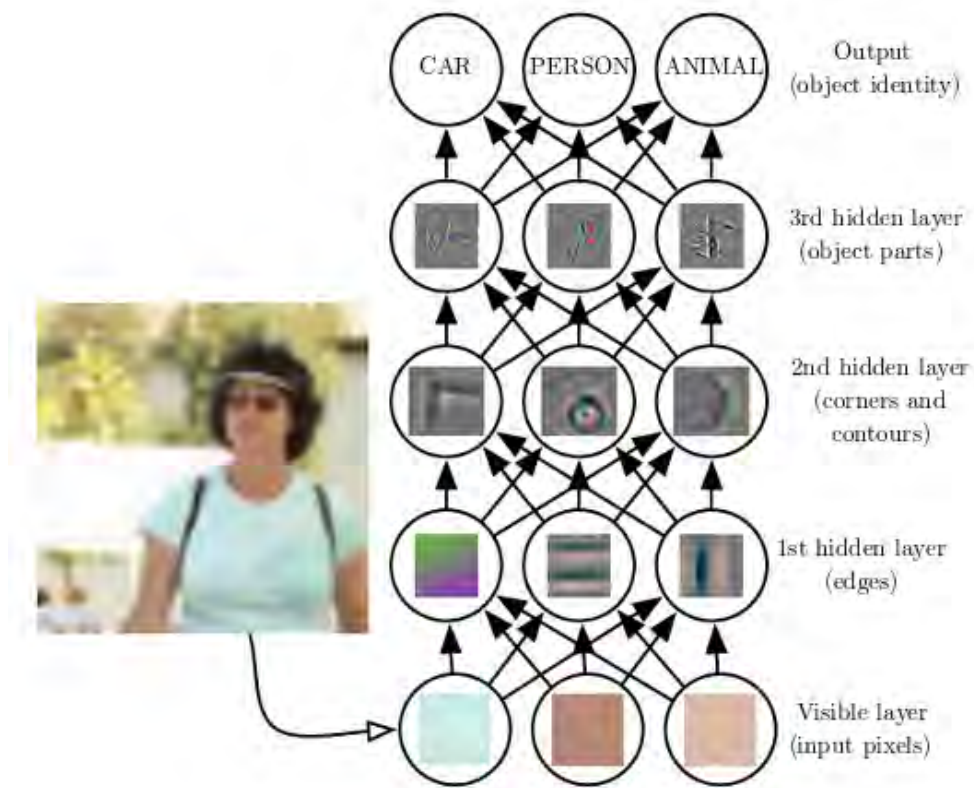 CAR
PERSON
ANIMAL
Output
(object identity)
3rd hidden layer
(object parts)
2nd hidden layer
(corners and
contours)
1st hidden layer
(edges)
Visible layer
(input pixels)